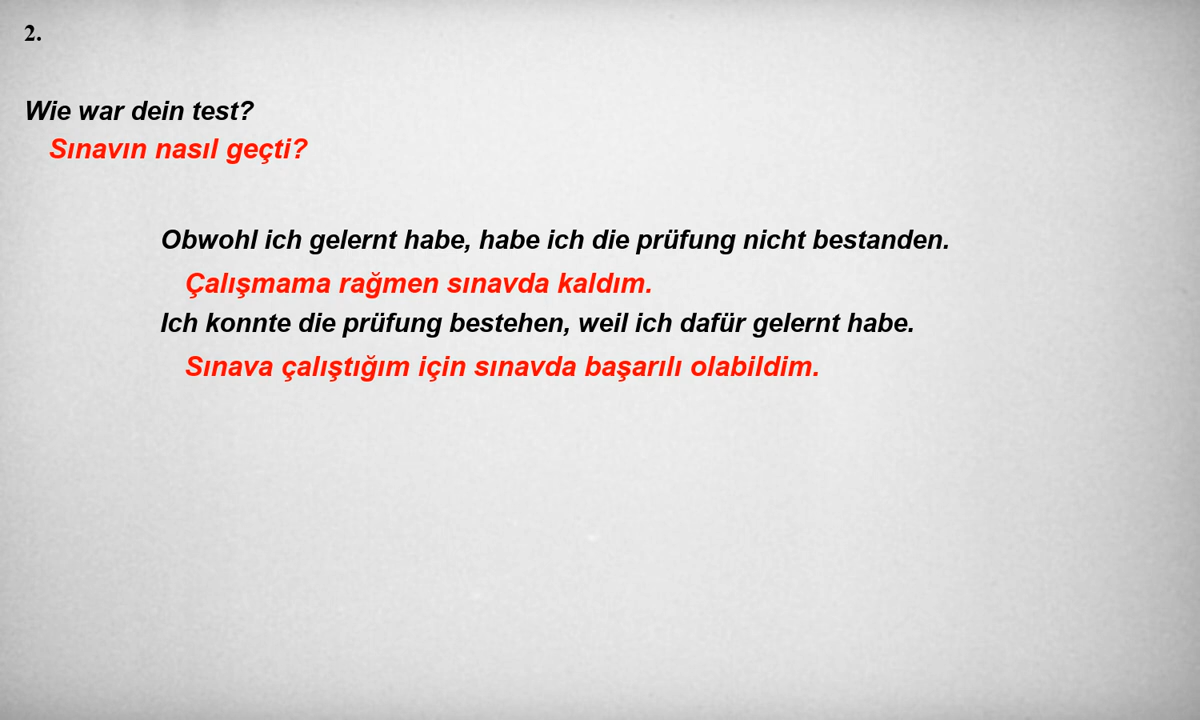 2.
Wie war dein test?
Sınavın nasıl geçti?
Obwohl ich gelernt habe, habe ich die prüfung nicht bestanden.
Çalışmama rağmen sınavda kaldım.
Ich konnte die prüfung bestehen, weil ich dafür gelernt habe.
Sınava çalıştığım için sınavda başarılı olabildim.